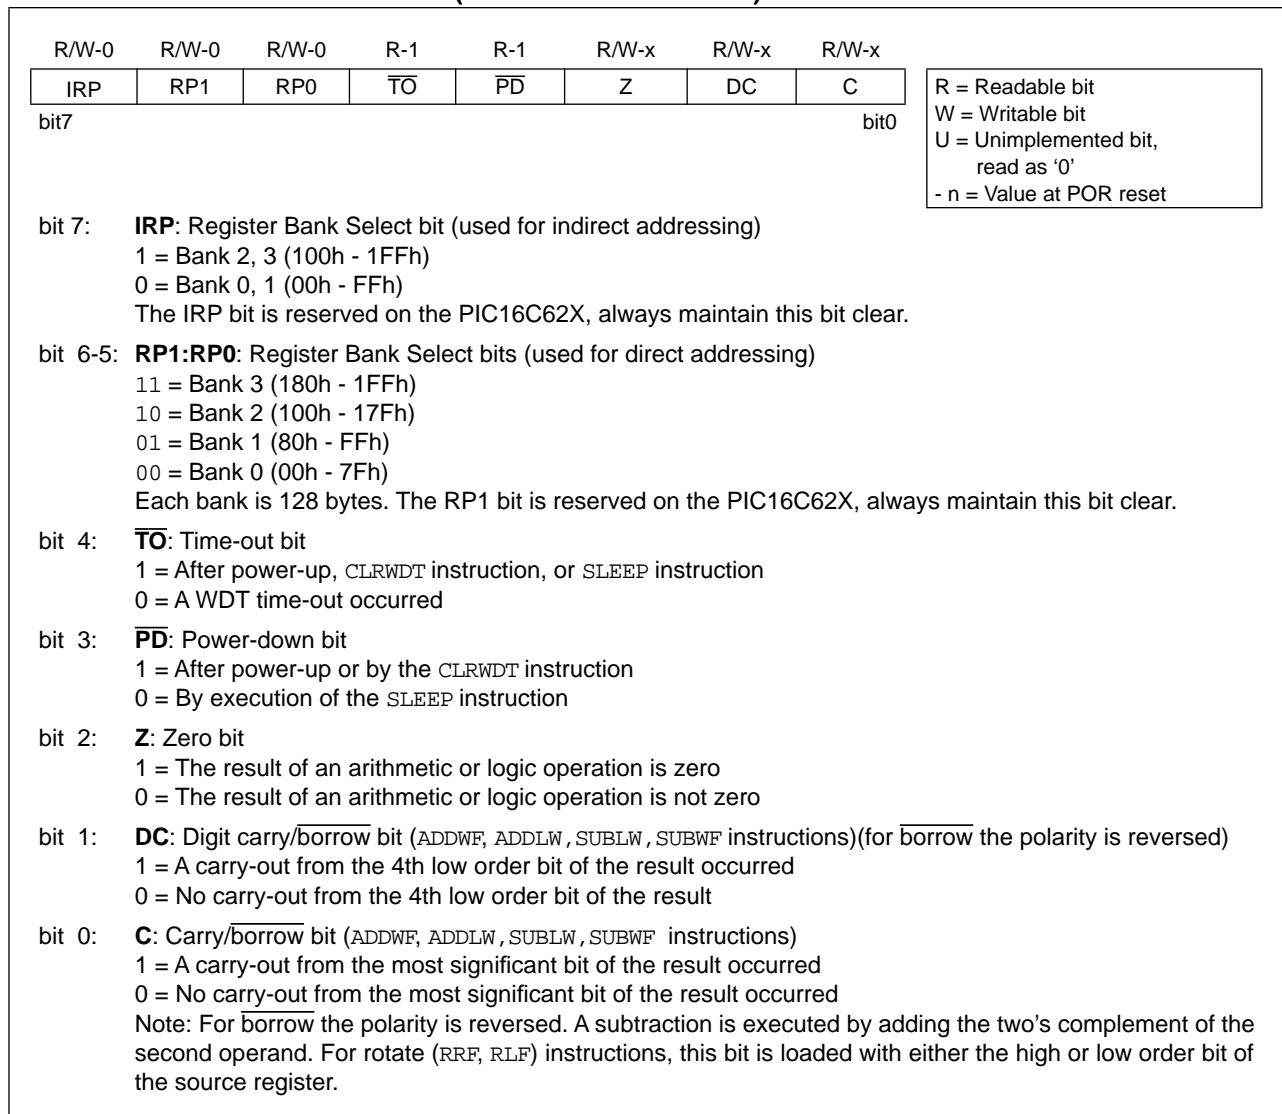 R/W-0 R/W-0 R/W-0 R-1 R-1 R/W-x R/W-x R/W-x
IRP RP1 RP0 T̅O̅ P̅D̅ Z DC C
bit7 bit0
R = Readable bit
W = Writable bit
U = Unimplemented bit,
read as ‘0’
- n = Value at POR reset
bit 7: IRP: Register Bank Select bit (used for indirect addressing)
1 = Bank 2, 3 (100h - 1FFh)
0 = Bank 0, 1 (00h - FFh)
The IRP bit is reserved on the PIC16C62X, always maintain this bit clear.
bit 6-5: RP1:RP0: Register Bank Select bits (used for direct addressing)
11 = Bank 3 (180h - 1FFh)
10 = Bank 2 (100h - 17Fh)
01 = Bank 1 (80h - FFh)
00 = Bank 0 (00h - 7Fh)
Each bank is 128 bytes. The RP1 bit is reserved on the PIC16C62X, always maintain this bit clear.
bit 4: T̅O̅: Time-out bit
1 = After power-up, CLRWDT instruction, or SLEEP instruction
0 = A WDT time-out occurred
bit 3: P̅D̅: Power-down bit
1 = After power-up or by the CLRWDT instruction
0 = By execution of the SLEEP instruction
bit 2: Z: Zero bit
1 = The result of an arithmetic or logic operation is zero
0 = The result of an arithmetic or logic operation is not zero
bit 1: DC: Digit carry/b̅o̅r̅r̅o̅w̅ bit (ADDWF, ADDLW,SUBLW,SUBWF instructions)(for b̅o̅r̅r̅o̅w̅ the polarity is reversed)
1 = A carry-out from the 4th low order bit of the result occurred
0 = No carry-out from the 4th low order bit of the result
bit 0: C: Carry/b̅o̅r̅r̅o̅w̅ bit (ADDWF, ADDLW,SUBLW,SUBWF instructions)
1 = A carry-out from the most significant bit of the result occurred
0 = No carry-out from the most significant bit of the result occurred
Note: For b̅o̅r̅r̅o̅w̅ the polarity is reversed. A subtraction is executed by adding the two’s complement of the
second operand. For rotate (RRF, RLF) instructions, this bit is loaded with either the high or low order bit of
the source register.